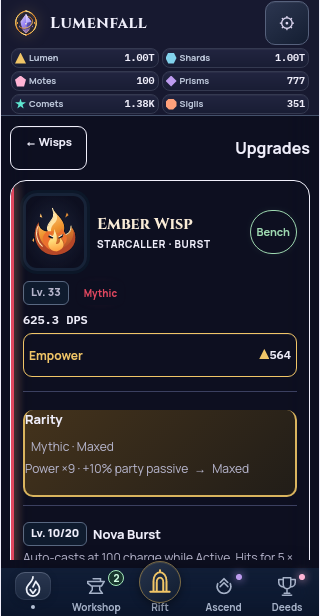 LUMENFALL
Lumen 1.00T
Shards 1.00T
Motes 100
Prisms 777
Comets 1.38K
Sigils 351
← Wisps
Upgrades
EMBER WISP
STARCALLER · BURST
Bench
Lv. 33 Mythic
625.3 DPS
Empower 564
Rarity
Mythic · Maxed
Power ×9 · +10% party passive → Maxed
Lv. 10/20 Nova Burst
Auto-casts at 100 charge while Active. Hits for 5 ×
2
Workshop
Rift
Ascend
Deeds